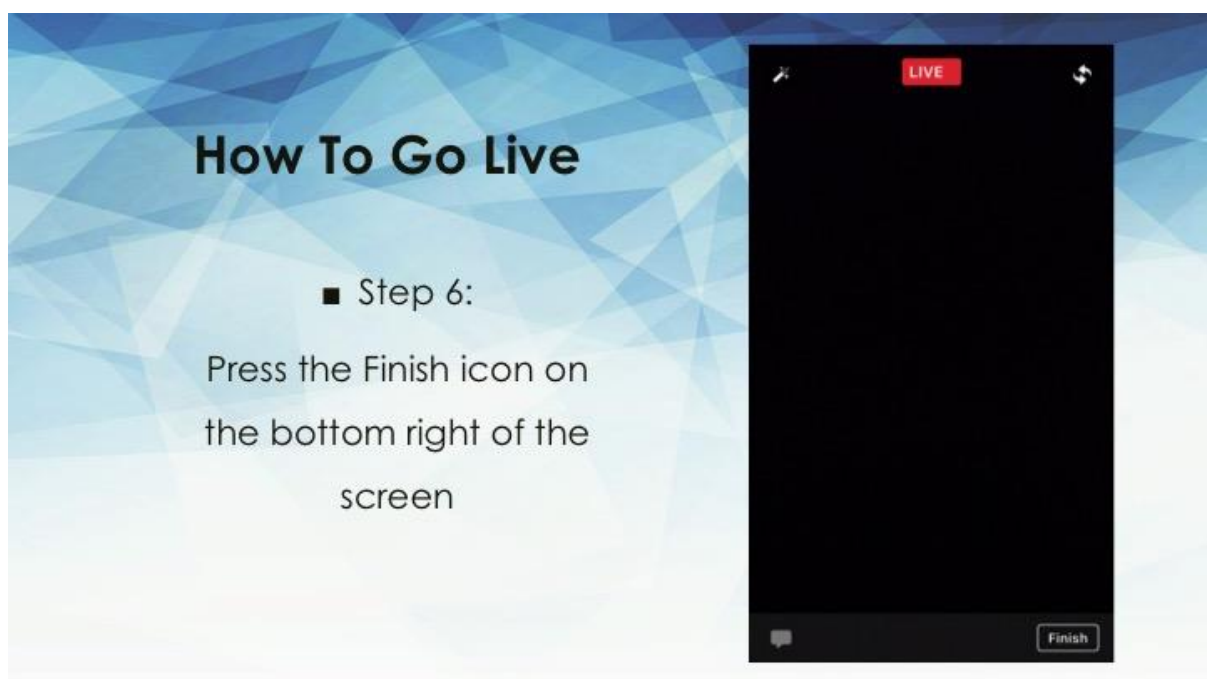 How To Go Live
■ Step 6:
Press the Finish icon on
the bottom right of the
screen
LIVE
Finish